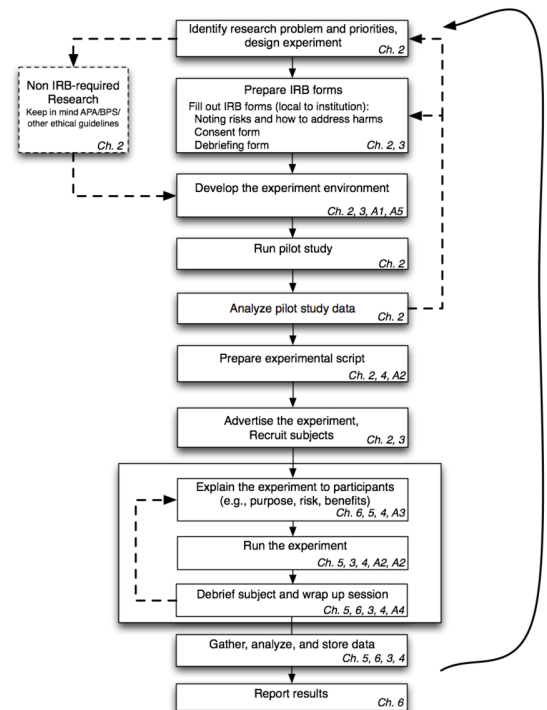 Identify research problem and priorities,
design experiment
Ch. 2
Non IRB-required
Research
Keep in mind APA/BPS/
other ethical guidelines
Ch. 2
Prepare IRB forms
Fill out IRB forms (local to institution):
Noting risks and how to address harms
Consent form
Debriefing form
Ch. 2, 3
Develop the experiment environment
Ch. 2, 3, A1, A5
Run pilot study
Ch. 2
Analyze pilot study data
Ch. 2
Prepare experimental script
Ch. 2, 4, A2
Advertise the experiment,
Recruit subjects
Ch. 2, 3
Explain the experiment to participants
(e.g., purpose, risk, benefits)
Ch. 6, 5, 4, A3
Run the experiment
Ch. 5, 3, 4, A2, A2
Debrief subject and wrap up session
Ch. 5, 6, 3, 4, A4
Gather, analyze, and store data
Ch. 5, 6, 3, 4
Report results
Ch. 6